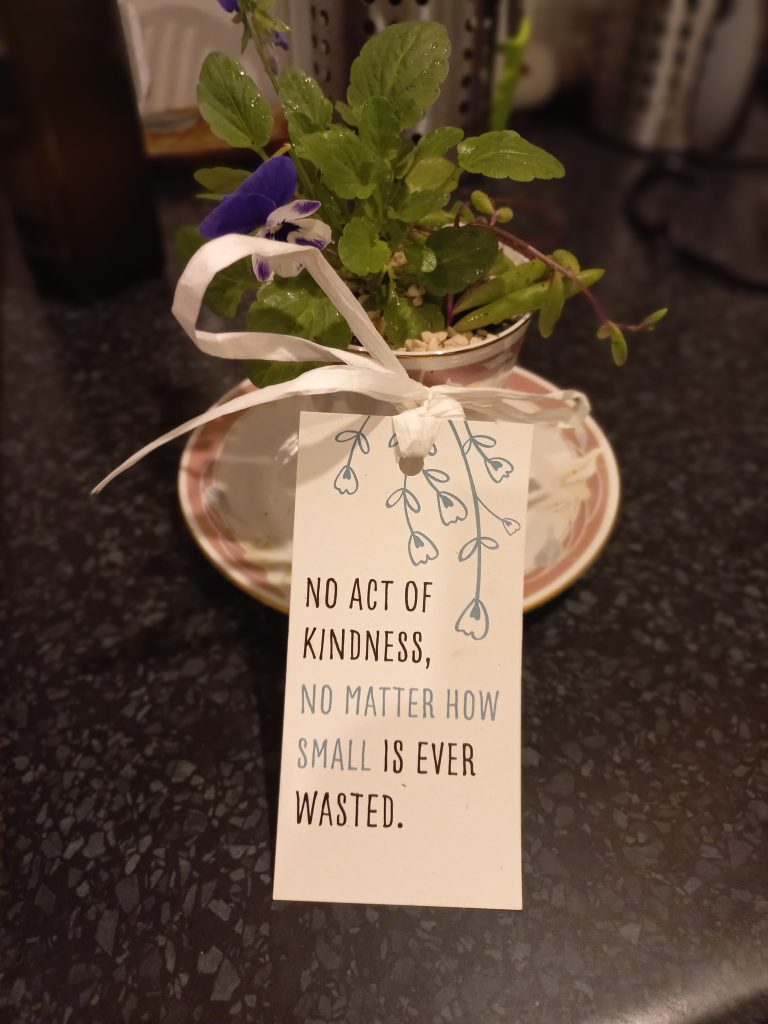 NO ACT OF
KINDNESS,
NO MATTER HOW
SMALL IS EVER
WASTED.